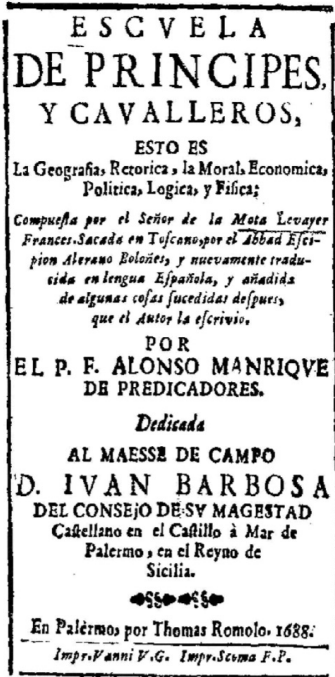 ESCVELA
DE PRINCIPES,
Y CAVALLEROS,
ESTO ES
La Geografia, Retorica, la Moral, Economica,
Politica, Logica, y Fisica;
Compuesta por el Señor de la Mota Levayer
Frances. Sacada en Toscano, por el Abbad Esci-
pion Alerano Boloñes, y nuevamente tradu-
cida en lengua Española, y añadida
de algunas cosas sucedidas despues,
que el Autor la escrivio.
POR
EL P. F. ALONSO MANRIQVE
DE PREDICADORES.
Dedicada
AL MAESSE DE CAMPO
D. IVAN BARBOSA
DEL CONSEJO DE SV MAGESTAD
Castellano en el Castillo à Mar de
Palermo, en el Reyno de
Sicilia.
En Palermo, por Thomas Romolo. 1688.
Impr. Vanni V.G. Impr. Scoma F.P.